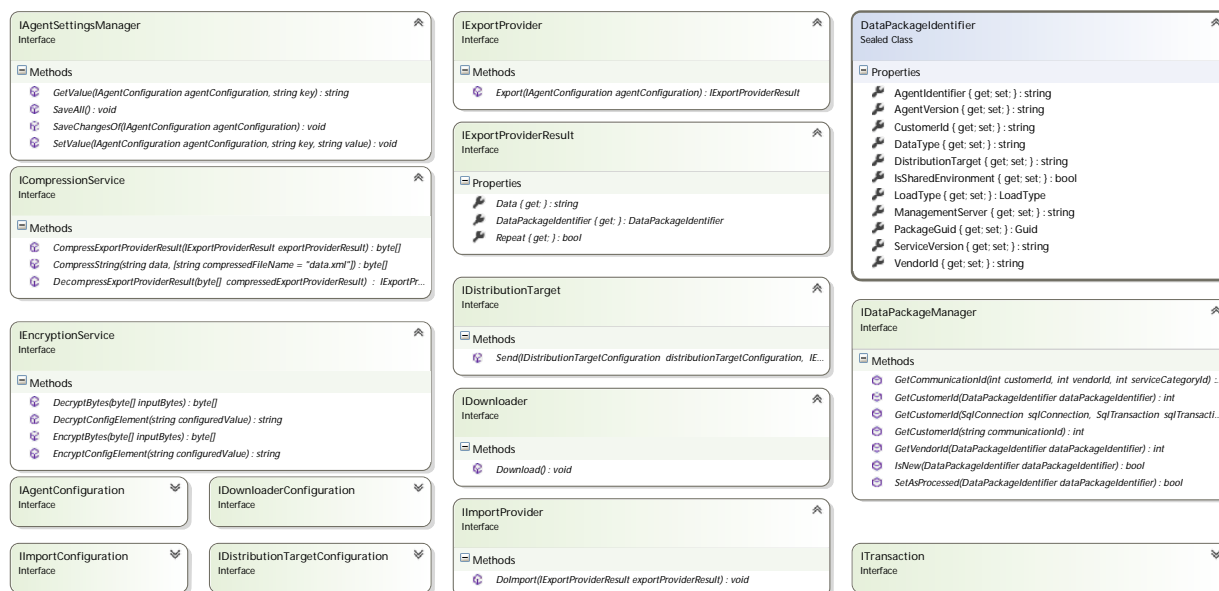 IAgentSettingsManager
Interface
Methods
GetValue(IAgentConfiguration agentConfiguration, string key) : string
SaveAll() : void
SaveChangesOf(IAgentConfiguration agentConfiguration) : void
SetValue(IAgentConfiguration agentConfiguration, string key, string value) : void
ICompressionService
Interface
Methods
CompressExportProviderResult(IExportProviderResult exportProviderResult) : byte[]
CompressString(string data, [string compressedFileName = "data.xml"]) : byte[]
DecompressExportProviderResult(byte[] compressedExportProviderResult) : IExportPr...
IEncryptionService
Interface
Methods
DecryptBytes(byte[] inputBytes) : byte[]
DecryptConfigElement(string configuredValue) : string
EncryptBytes(byte[] inputBytes) : byte[]
EncryptConfigElement(string configuredValue) : string
IAgentConfiguration
Interface
IDownloaderConfiguration
Interface
IImportConfiguration
Interface
IDistributionTargetConfiguration
Interface
IExportProvider
Interface
Methods
Export(IAgentConfiguration agentConfiguration) : IExportProviderResult
IExportProviderResult
Interface
Properties
Data { get; } : string
DataPackageIdentifier { get; } : DataPackageIdentifier
Repeat { get; } : bool
IDistributionTarget
Interface
Methods
Send(IDistributionTargetConfiguration distributionTargetConfiguration, IE...
IDownloader
Interface
Methods
Download() : void
IImportProvider
Interface
Methods
DoImport(IExportProviderResult exportProviderResult) : void
DataPackageIdentifier
Sealed Class
Properties
AgentIdentifier { get; set; } : string
AgentVersion { get; set; } : string
CustomerId { get; set; } : string
DataType { get; set; } : string
DistributionTarget { get; set; } : string
IsSharedEnvironment { get; set; } : bool
LoadType { get; set; } : LoadType
ManagementServer { get; set; } : string
PackageGuid { get; set; } : Guid
ServiceVersion { get; set; } : string
VendorId { get; set; } : string
IDataPackageManager
Interface
Methods
GetCommunicationId(int customerId, int vendorId, int serviceCategoryId) :...
GetCustomerId(DataPackageIdentifier dataPackageIdentifier) : int
GetCustomerId(SqlConnection sqlConnection, SqlTransaction sqlTransacti...
GetCustomerId(string communicationId) : int
GetVendorId(DataPackageIdentifier dataPackageIdentifier) : int
IsNew(DataPackageIdentifier dataPackageIdentifier) : bool
SetAsProcessed(DataPackageIdentifier dataPackageIdentifier) : bool
ITransaction
Interface